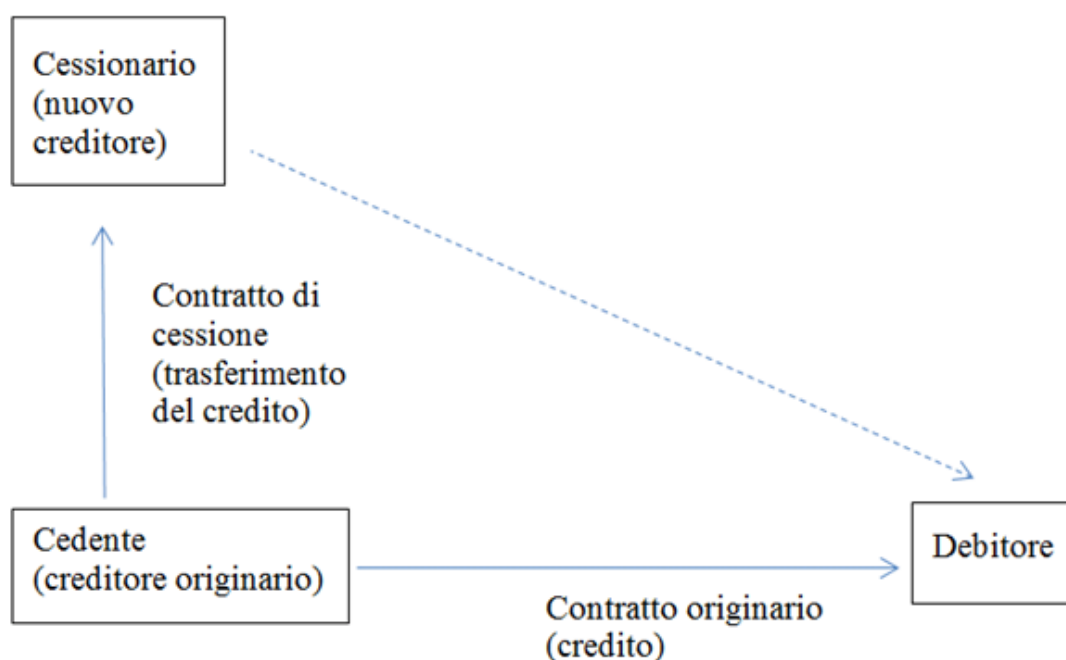 Cessionario
(nuovo
creditore)
Contratto di
cessione
(trasferimento
del credito)
Cedente
(creditore originario)
Debitore
Contratto originario
(credito)